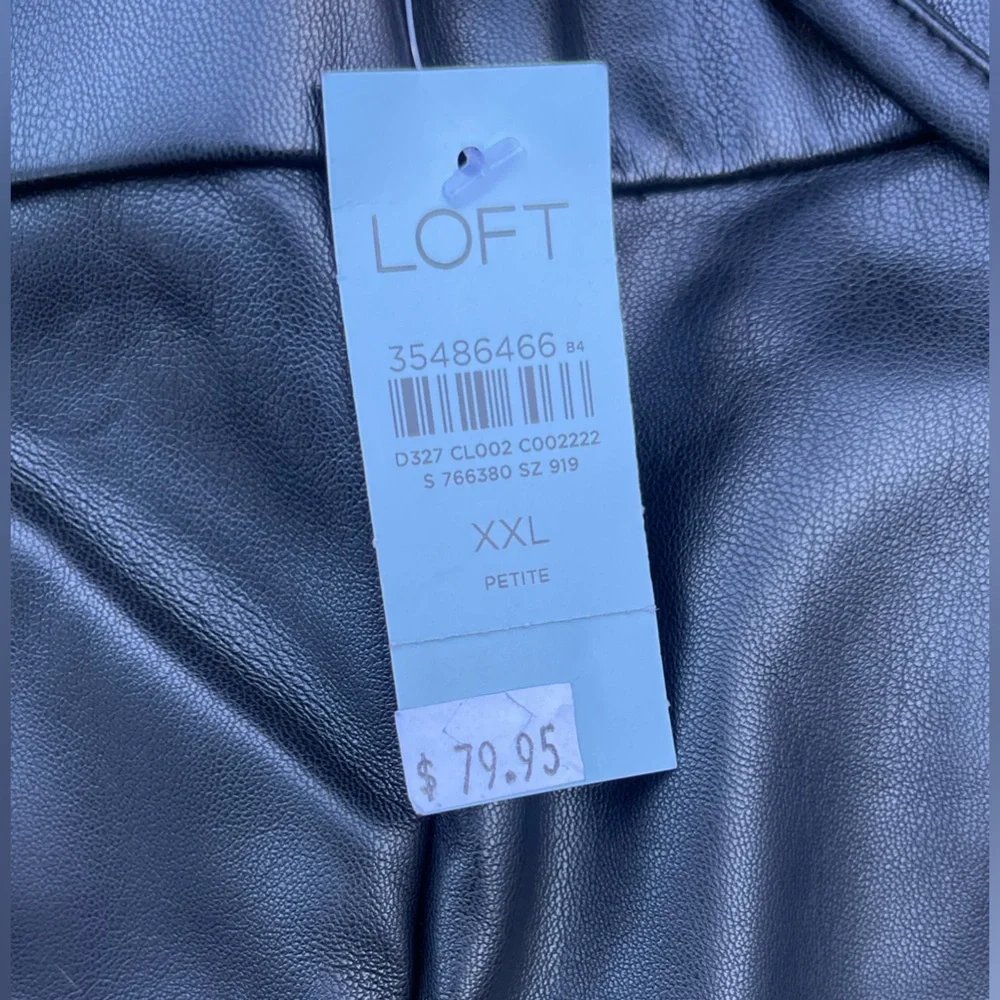 LOFT
35486466 B4
D327 CL002 C002222
S 766380 SZ 919
XXL
PETITE
$ 79.95